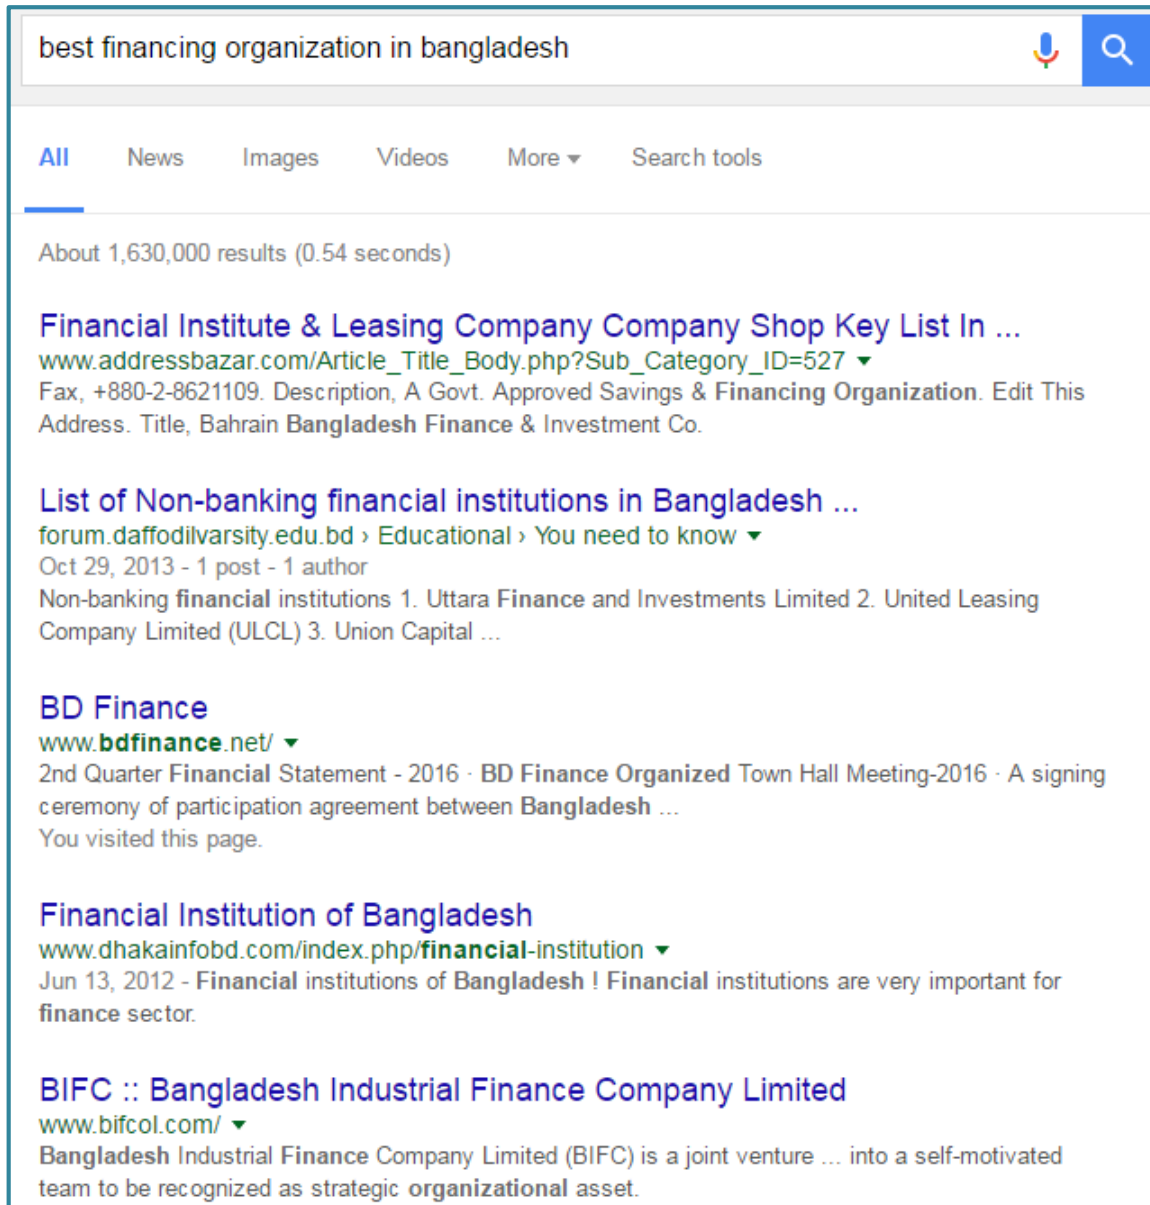 best financing organization in bangladesh
All News Images Videos More Search tools
About 1,630,000 results (0.54 seconds)
Financial Institute & Leasing Company Company Shop Key List In ...
www.addressbazar.com/Article_Title_Body.php?Sub_Category_ID=527
Fax, +880-2-8621109. Description, A Govt. Approved Savings & Financing Organization. Edit This
Address. Title, Bahrain Bangladesh Finance & Investment Co.
List of Non-banking financial institutions in Bangladesh ...
forum.daffodilvarsity.edu.bd › Educational › You need to know
Oct 29, 2013 - 1 post - 1 author
Non-banking financial institutions 1. Uttara Finance and Investments Limited 2. United Leasing
Company Limited (ULCL) 3. Union Capital ...
BD Finance
www.bdfinance.net/
2nd Quarter Financial Statement - 2016 · BD Finance Organized Town Hall Meeting-2016 · A signing
ceremony of participation agreement between Bangladesh ...
You visited this page.
Financial Institution of Bangladesh
www.dhakainfobd.com/index.php/financial-institution
Jun 13, 2012 - Financial institutions of Bangladesh ! Financial institutions are very important for
finance sector.
BIFC :: Bangladesh Industrial Finance Company Limited
www.bifcol.com/
Bangladesh Industrial Finance Company Limited (BIFC) is a joint venture ... into a self-motivated
team to be recognized as strategic organizational asset.